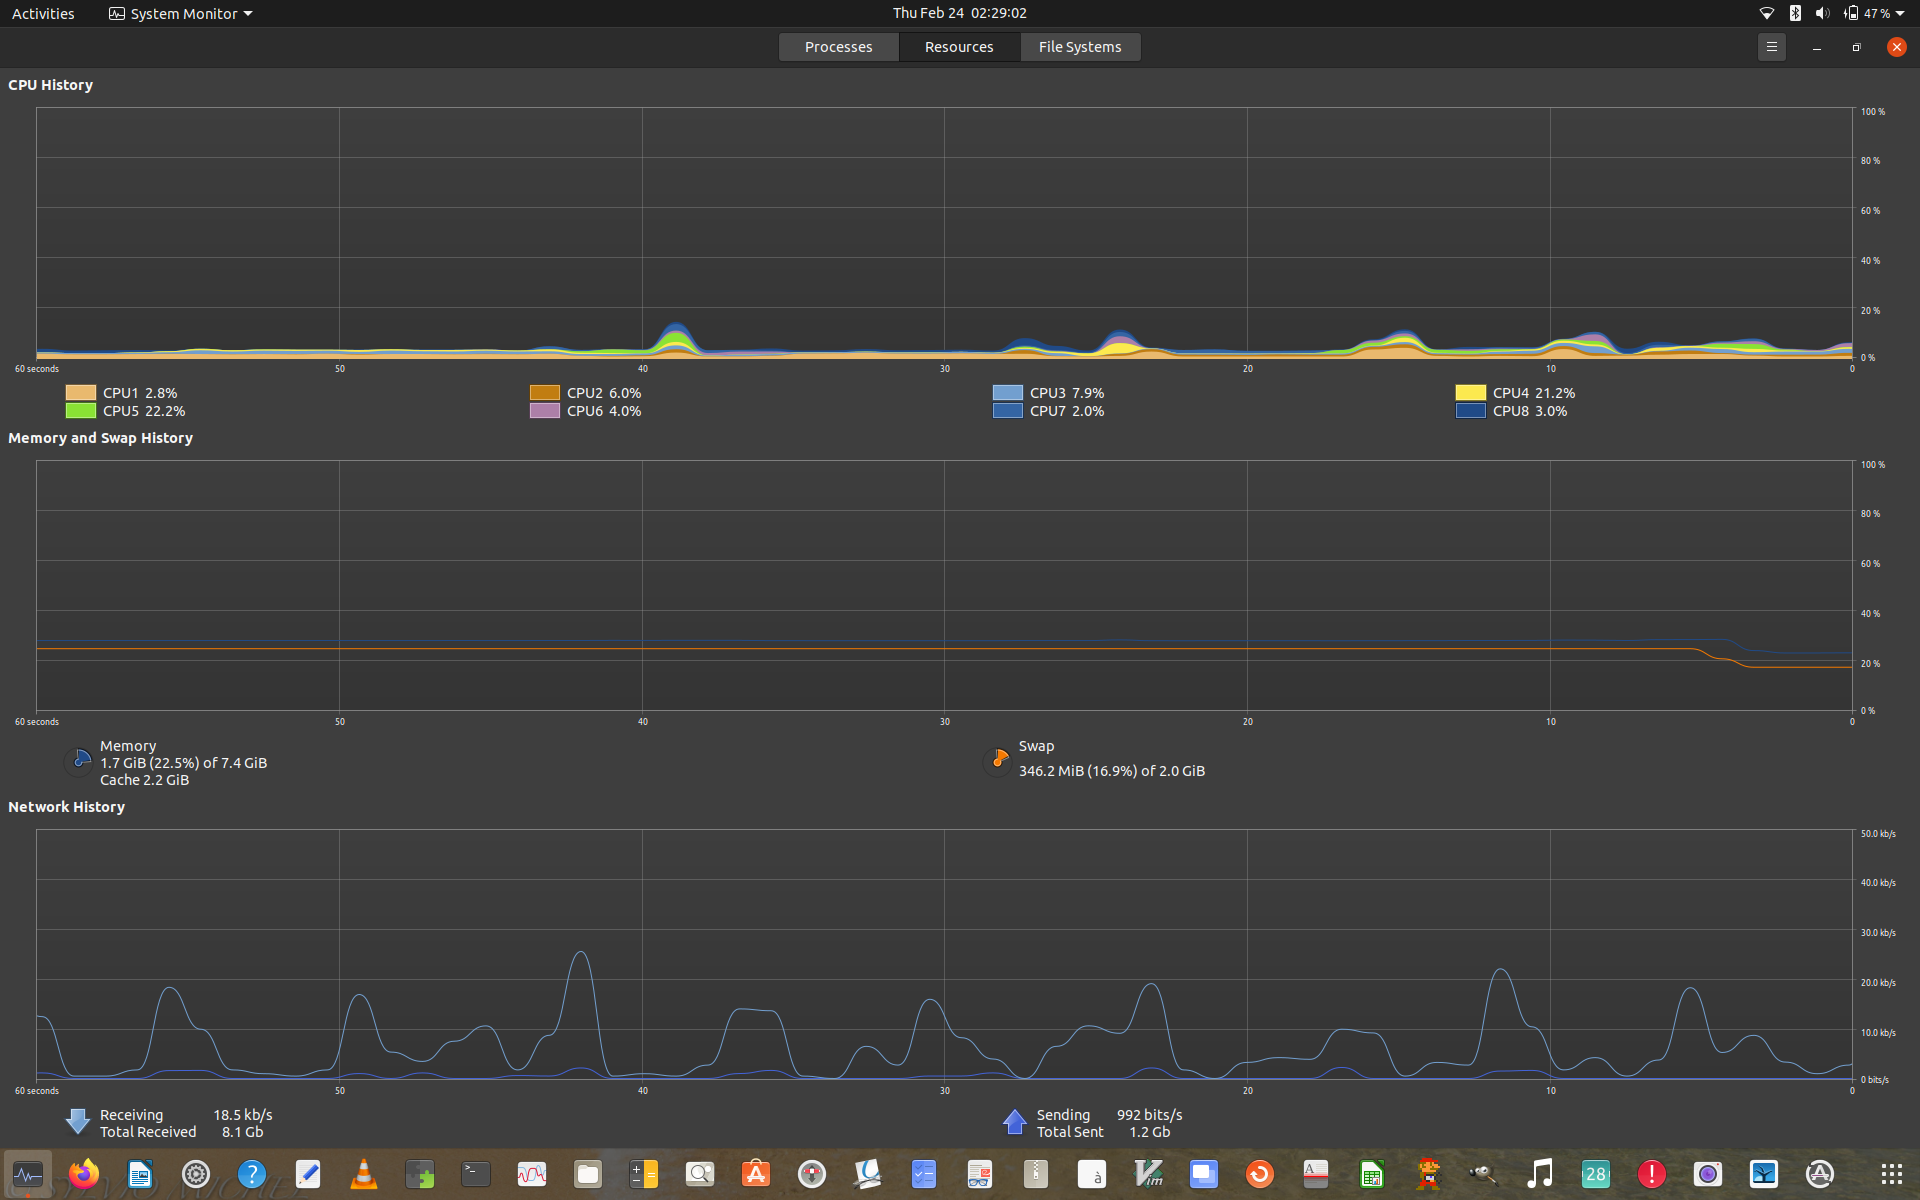 Activities
System Monitor
Thu Feb 24 02:29:02
47 %
Processes
Resources
File Systems
CPU History
100 %
80 %
60 %
40 %
20 %
0 %
60 seconds 50 40 30 20 10 0
CPU1 2.8% CPU2 6.0% CPU3 7.9% CPU4 21.2%
CPU5 22.2% CPU6 4.0% CPU7 2.0% CPU8 3.0%
Memory and Swap History
100 %
80 %
60 %
40 %
20 %
0 %
60 seconds 50 40 30 20 10 0
Memory
1.7 GiB (22.5%) of 7.4 GiB
Cache 2.2 GiB
Swap
346.2 MiB (16.9%) of 2.0 GiB
Network History
50.0 kb/s
40.0 kb/s
30.0 kb/s
20.0 kb/s
10.0 kb/s
0 bits/s
60 seconds 50 40 30 20 10 0
Receiving 18.5 kb/s
Total Received 8.1 Gb
Sending 992 bits/s
Total Sent 1.2 Gb
?
>_
A
à
Vim
A
28
!
A